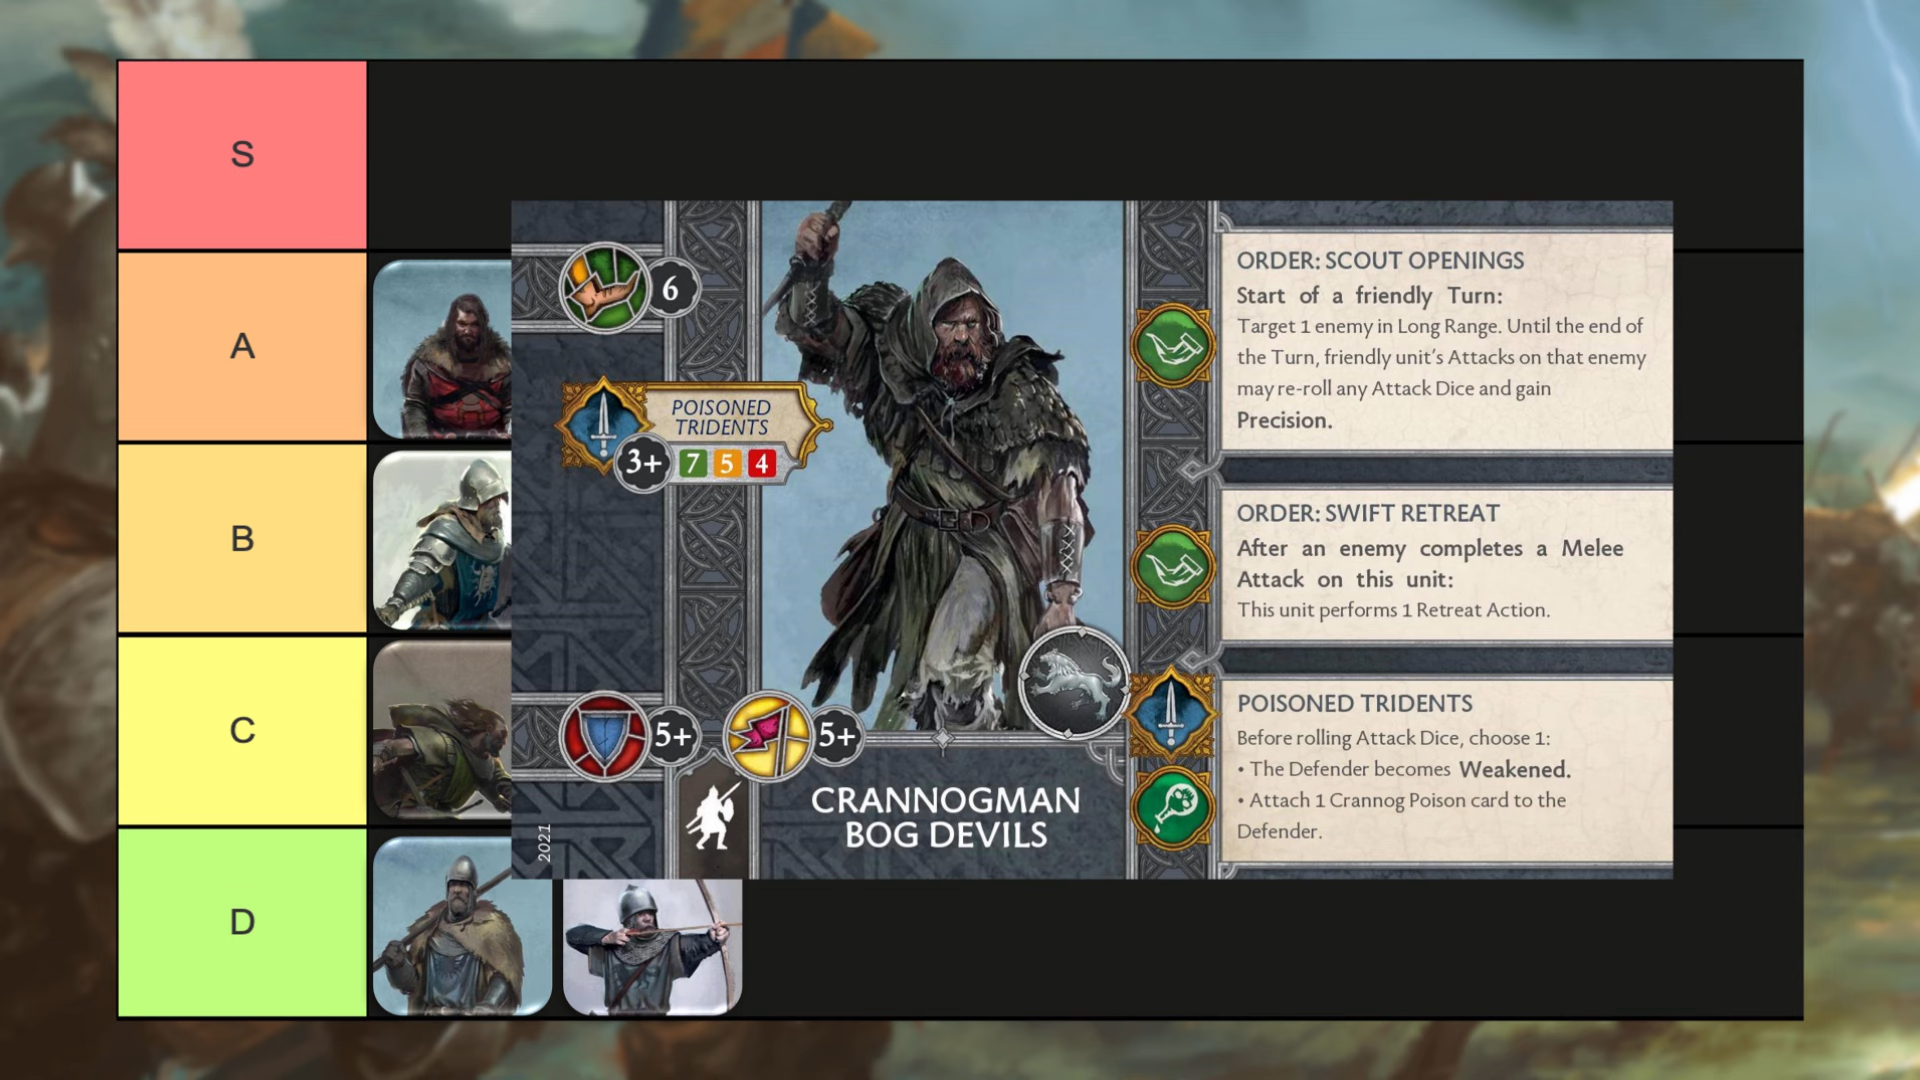 S
A
B
C
D
6
POISONED
TRIDENTS
3+
7 5 4
5+
5+
2021
CRANNOGMAN
BOG DEVILS
ORDER: SCOUT OPENINGS
Start of a friendly Turn:
Target 1 enemy in Long Range. Until the end of
the Turn, friendly unit's Attacks on that enemy
may re-roll any Attack Dice and gain
Precision.
ORDER: SWIFT RETREAT
After an enemy completes a Melee
Attack on this unit:
This unit performs 1 Retreat Action.
POISONED TRIDENTS
Before rolling Attack Dice, choose 1:
• The Defender becomes Weakened.
• Attach 1 Crannog Poison card to the
Defender.